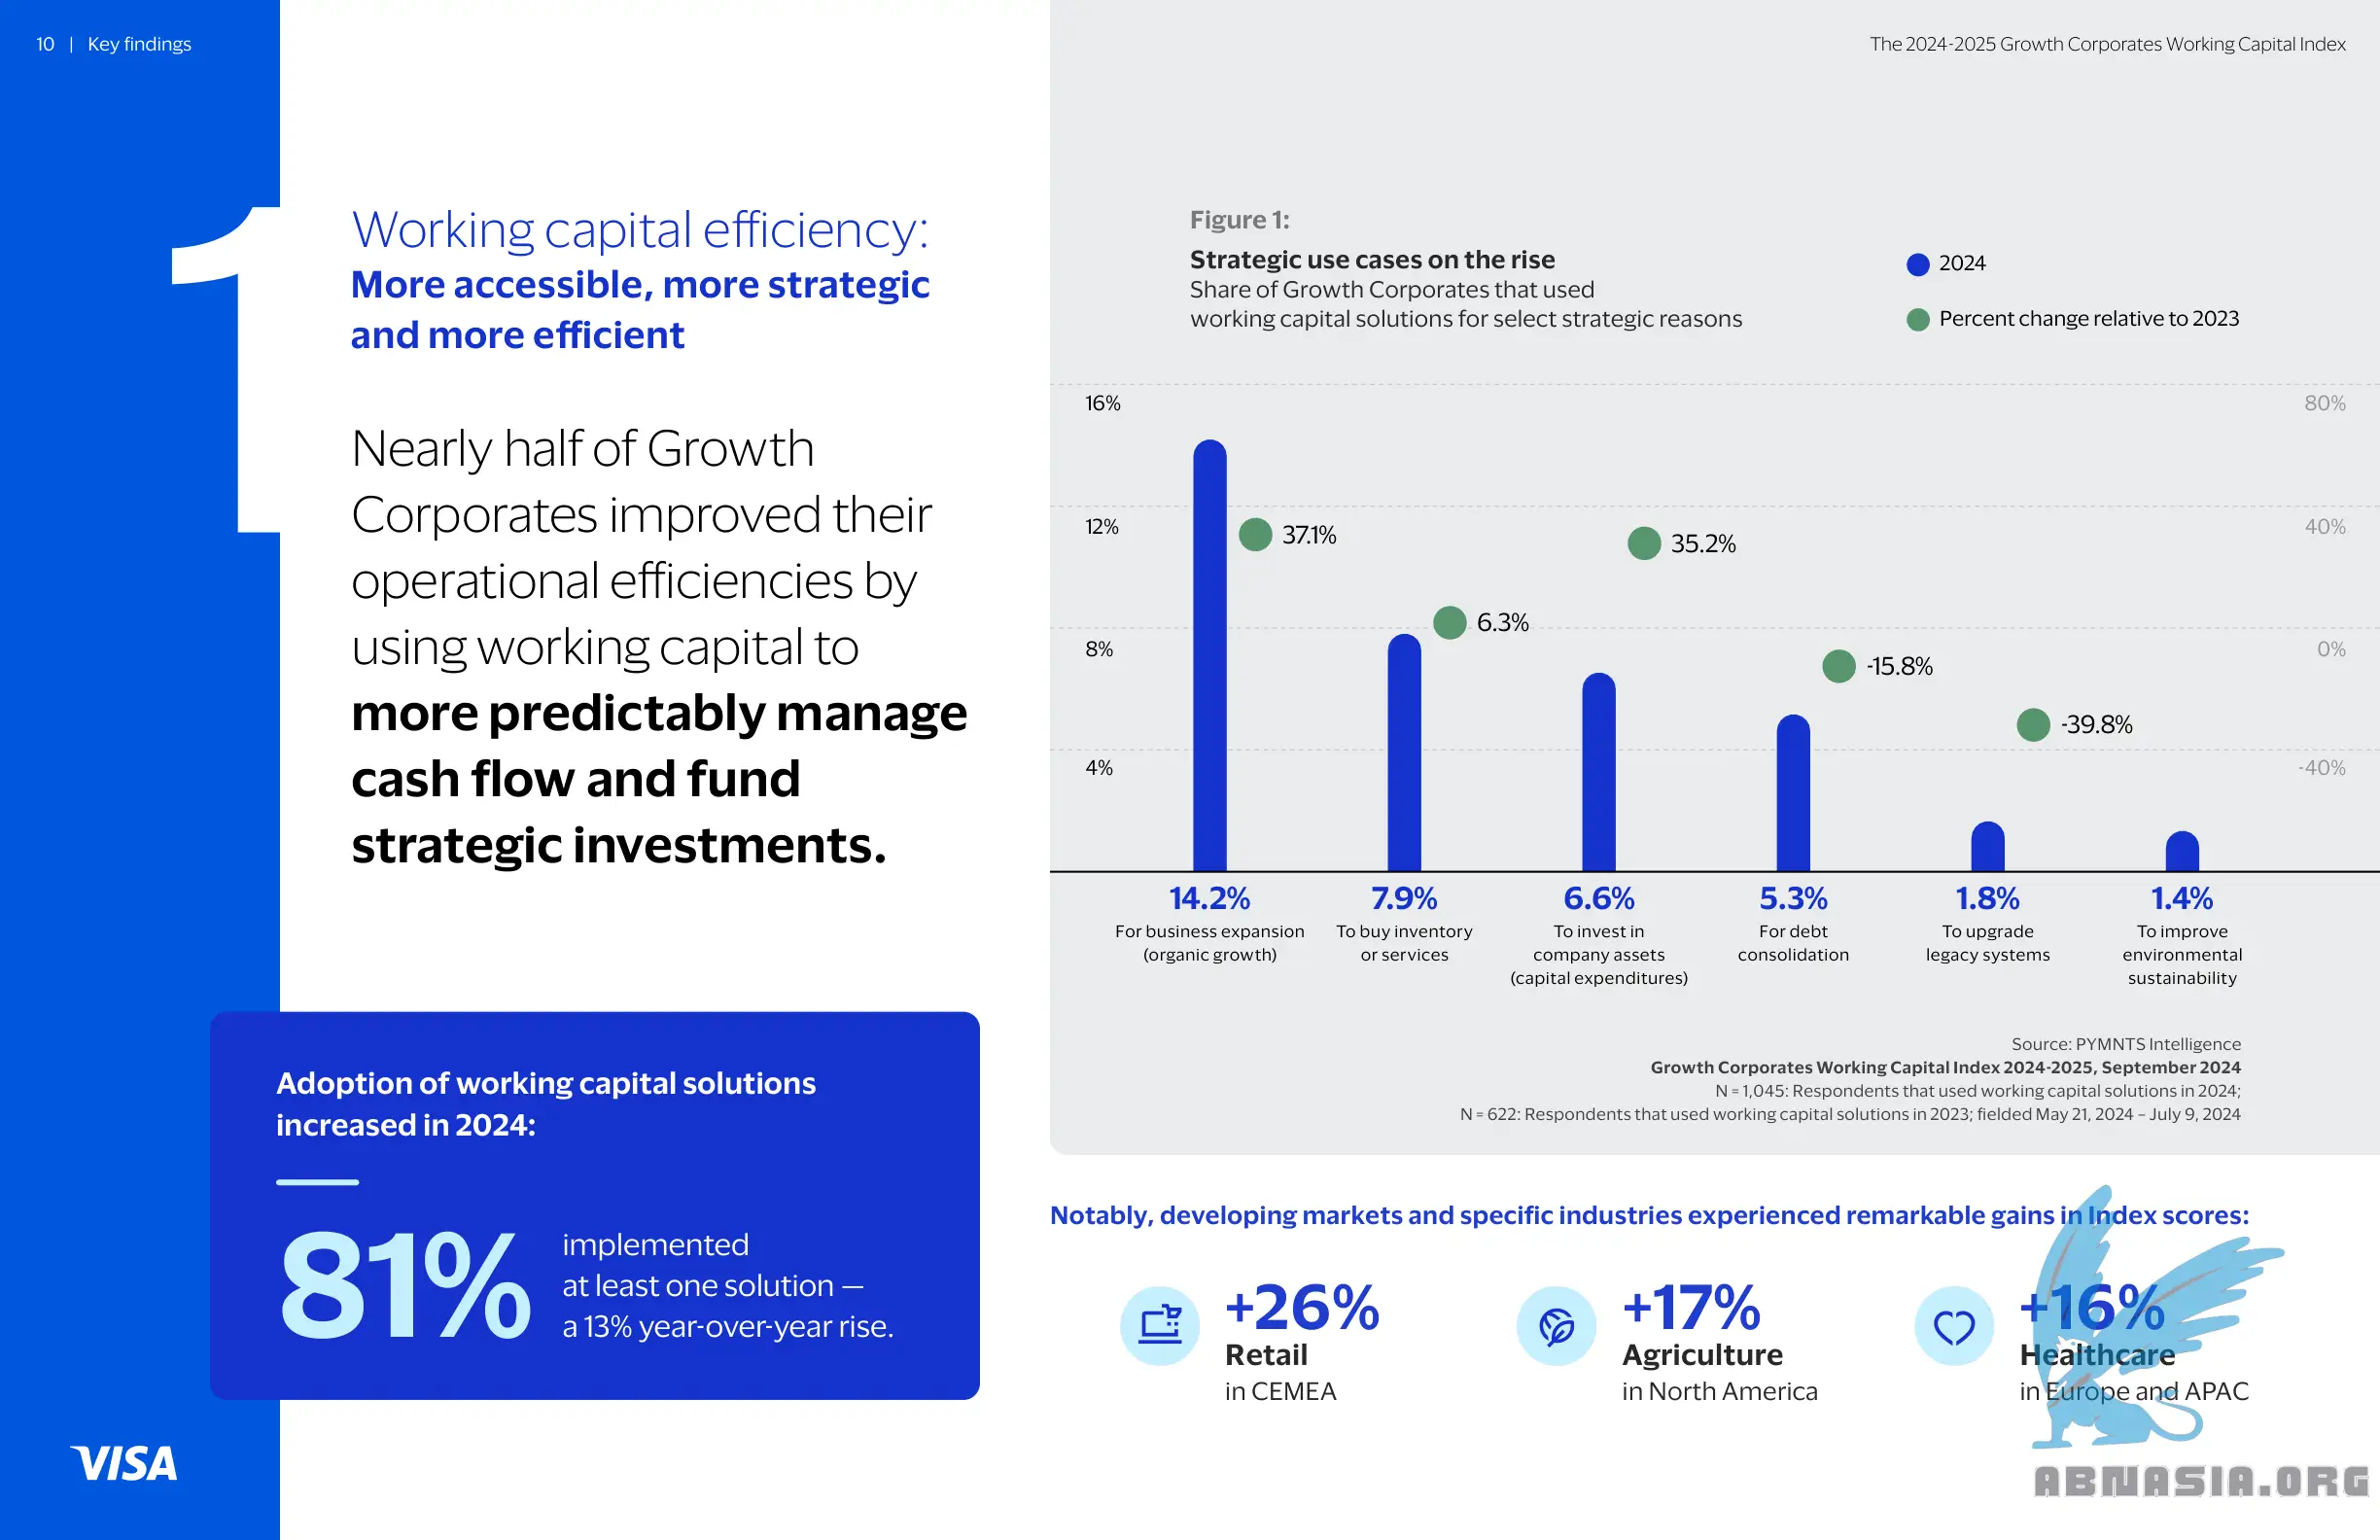 10 | Key findings
The 2024-2025 Growth Corporates Working Capital Index
1
Working capital efficiency:
More accessible, more strategic
and more efficient
Nearly half of Growth
Corporates improved their
operational efficiencies by
using working capital to
more predictably manage
cash flow and fund
strategic investments.
Adoption of working capital solutions
increased in 2024:
81%
implemented
at least one solution —
a 13% year-over-year rise.
VISA
Figure 1:
Strategic use cases on the rise
Share of Growth Corporates that used
working capital solutions for select strategic reasons
2024
Percent change relative to 2023
16%
80%
12%
40%
8%
0%
4%
-40%
37.1%
6.3%
35.2%
-15.8%
-39.8%
14.2%
For business expansion
(organic growth)
7.9%
To buy inventory
or services
6.6%
To invest in
company assets
(capital expenditures)
5.3%
For debt
consolidation
1.8%
To upgrade
legacy systems
1.4%
To improve
environmental
sustainability
Source: PYMNTS Intelligence
Growth Corporates Working Capital Index 2024-2025, September 2024
N = 1,045: Respondents that used working capital solutions in 2024;
N = 622: Respondents that used working capital solutions in 2023; fielded May 21, 2024 – July 9, 2024
Notably, developing markets and specific industries experienced remarkable gains in Index scores:
+26%
Retail
in CEMEA
+17%
Agriculture
in North America
+16%
Healthcare
in Europe and APAC
ABNASIA.ORG